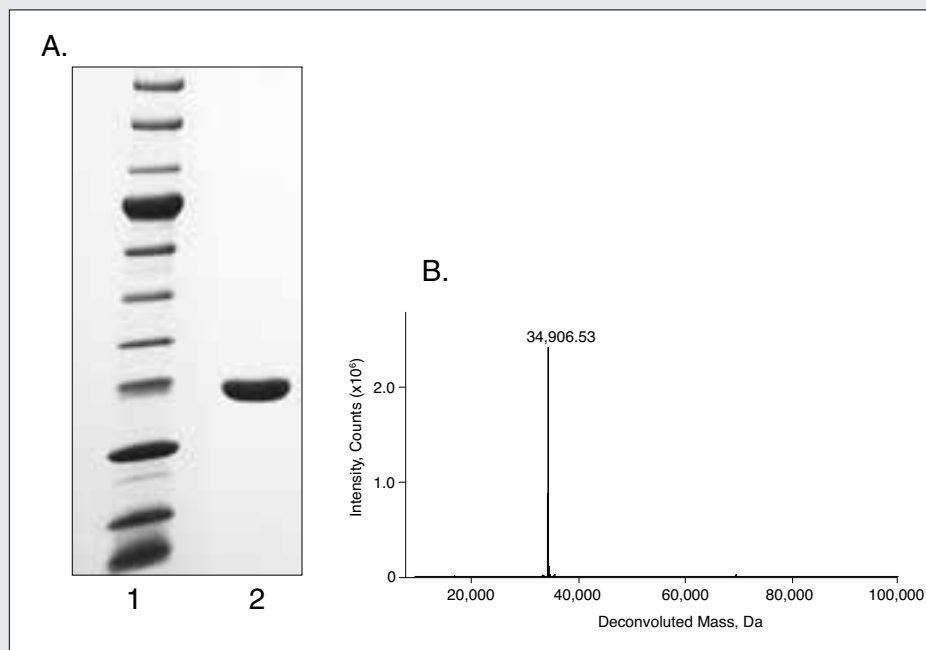 A.
1 2
B.
34,906.53
Intensity, Counts (x10⁶)
2.0
1.0
0
20,000 40,000 60,000 80,000 100,000
Deconvoluted Mass, Da